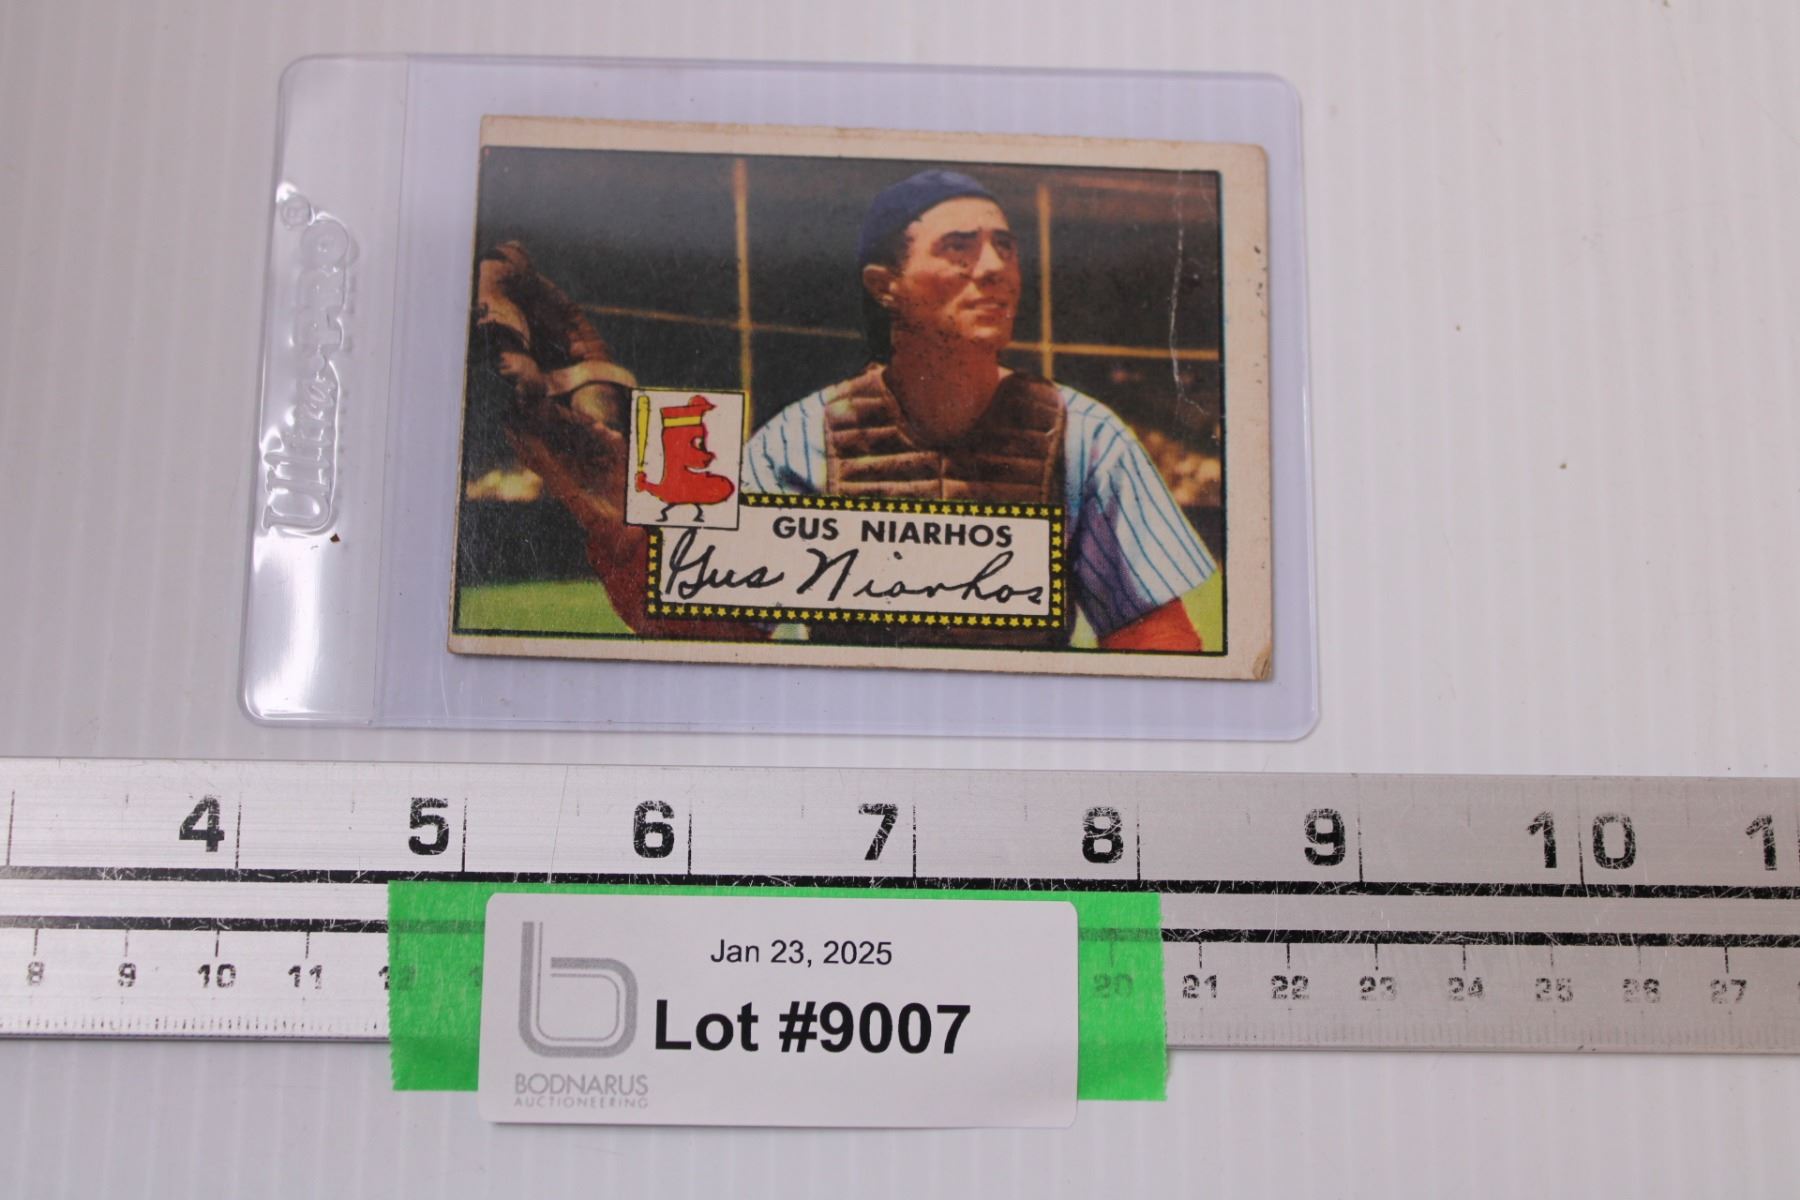 Ultra·PRO®
GUS NIARHOS
Gus Niarhos
4 5 6 7 8 9 10
8 9 10 11 20 21 22 23 24 25 26 27
Jan 23, 2025
Lot #9007
b
BODNARUS
AUCTIONEERING